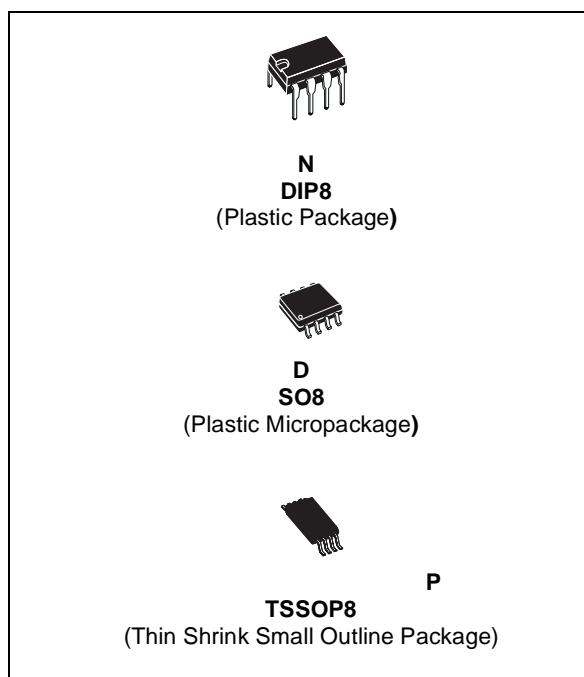 N
DIP8
(Plastic Package)
D
SO8
(Plastic Micropackage)
P
TSSOP8
(Thin Shrink Small Outline Package)